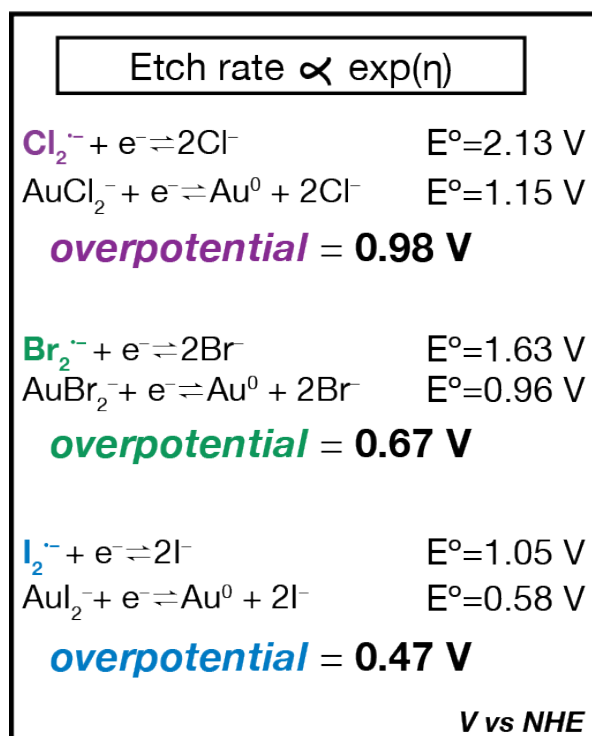 Etch rate ∝ exp(η)
Cl₂·⁻ + e⁻⇌2Cl⁻ E°=2.13 V
AuCl₂⁻+ e⁻⇌Au⁰ + 2Cl⁻ E°=1.15 V
overpotential = 0.98 V
Br₂·⁻ + e⁻⇌2Br⁻ E°=1.63 V
AuBr₂⁻+ e⁻⇌Au⁰ + 2Br⁻ E°=0.96 V
overpotential = 0.67 V
I₂·⁻ + e⁻⇌2I⁻ E°=1.05 V
AuI₂⁻+ e⁻⇌Au⁰ + 2I⁻ E°=0.58 V
overpotential = 0.47 V
V vs NHE